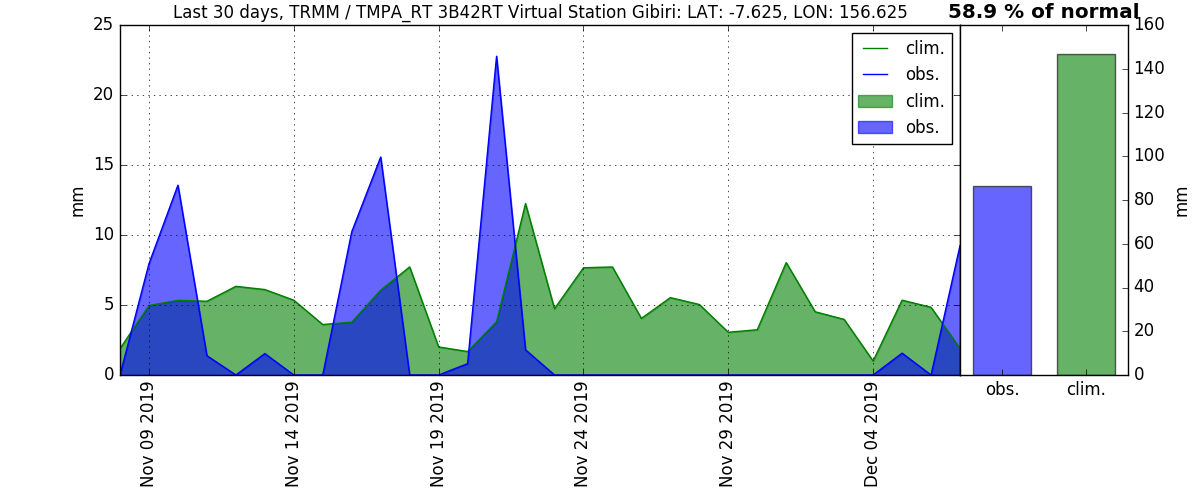 Last 30 days, TRMM / TMPA_RT 3B42RT Virtual Station Gibiri: LAT: -7.625, LON: 156.625
58.9 % of normal
25
20
15
10
5
0
mm
clim.
obs.
clim.
obs.
160
140
120
100
80
60
40
20
0
mm
obs.
clim.
Nov 09 2019
Nov 14 2019
Nov 19 2019
Nov 24 2019
Nov 29 2019
Dec 04 2019